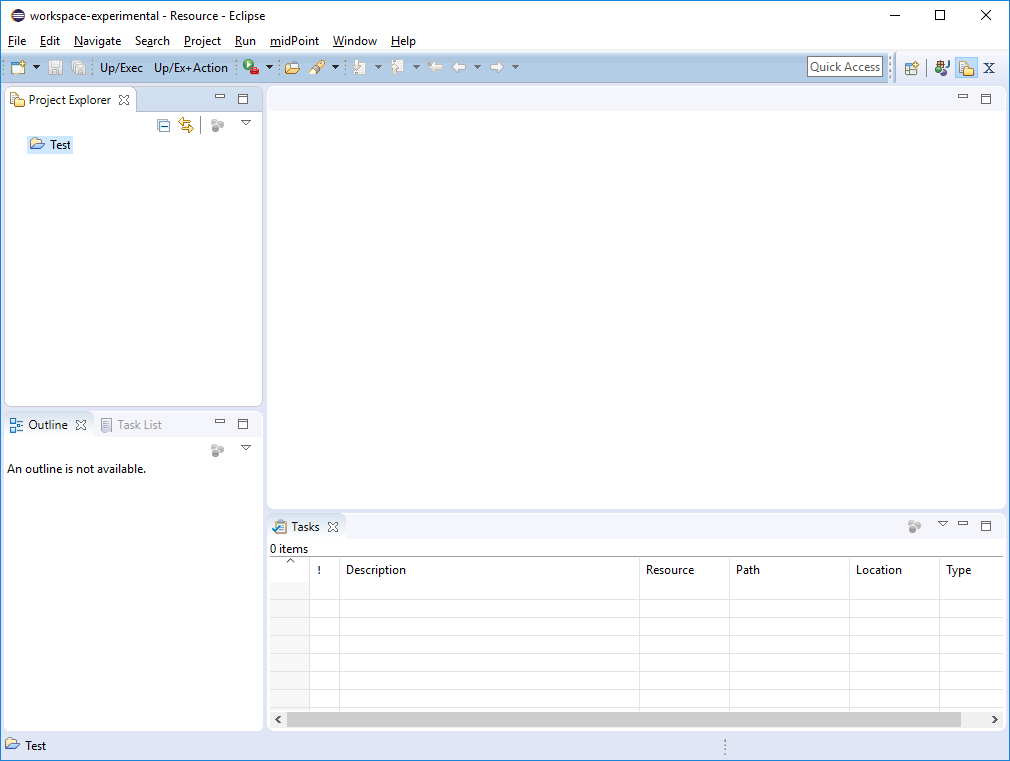 workspace-experimental - Resource - Eclipse
File Edit Navigate Search Project Run midPoint Window Help
Up/Exec Up/Ex+Action Quick Access X
Project Explorer
Test
Outline Task List
An outline is not available.
Tasks
0 items
! Description Resource Path Location Type
Test